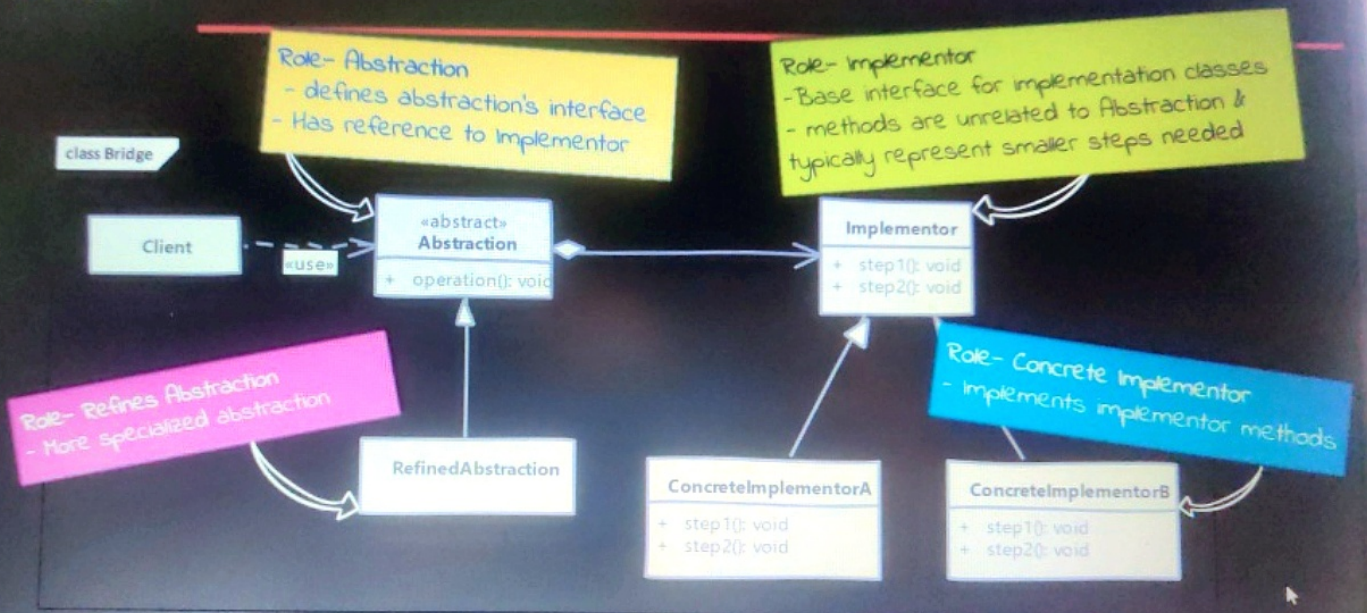 Role- Abstraction
- defines abstraction's interface
- Has reference to Implementor
Role- Implementor
-Base interface for implementation classes
- methods are unrelated to Abstraction &
typically represent smaller steps needed
class Bridge
Client
«use»
«abstract»
Abstraction
+ operation(): void
Implementor
+ step1(): void
+ step2(): void
Role- Refines Abstraction
- More specialized abstraction
Role- Concrete Implementor
- Implements implementor methods
RefinedAbstraction
ConcreteImplementorA
+ step1(): void
+ step2(): void
ConcreteImplementorB
+ step1(): void
+ step2(): void